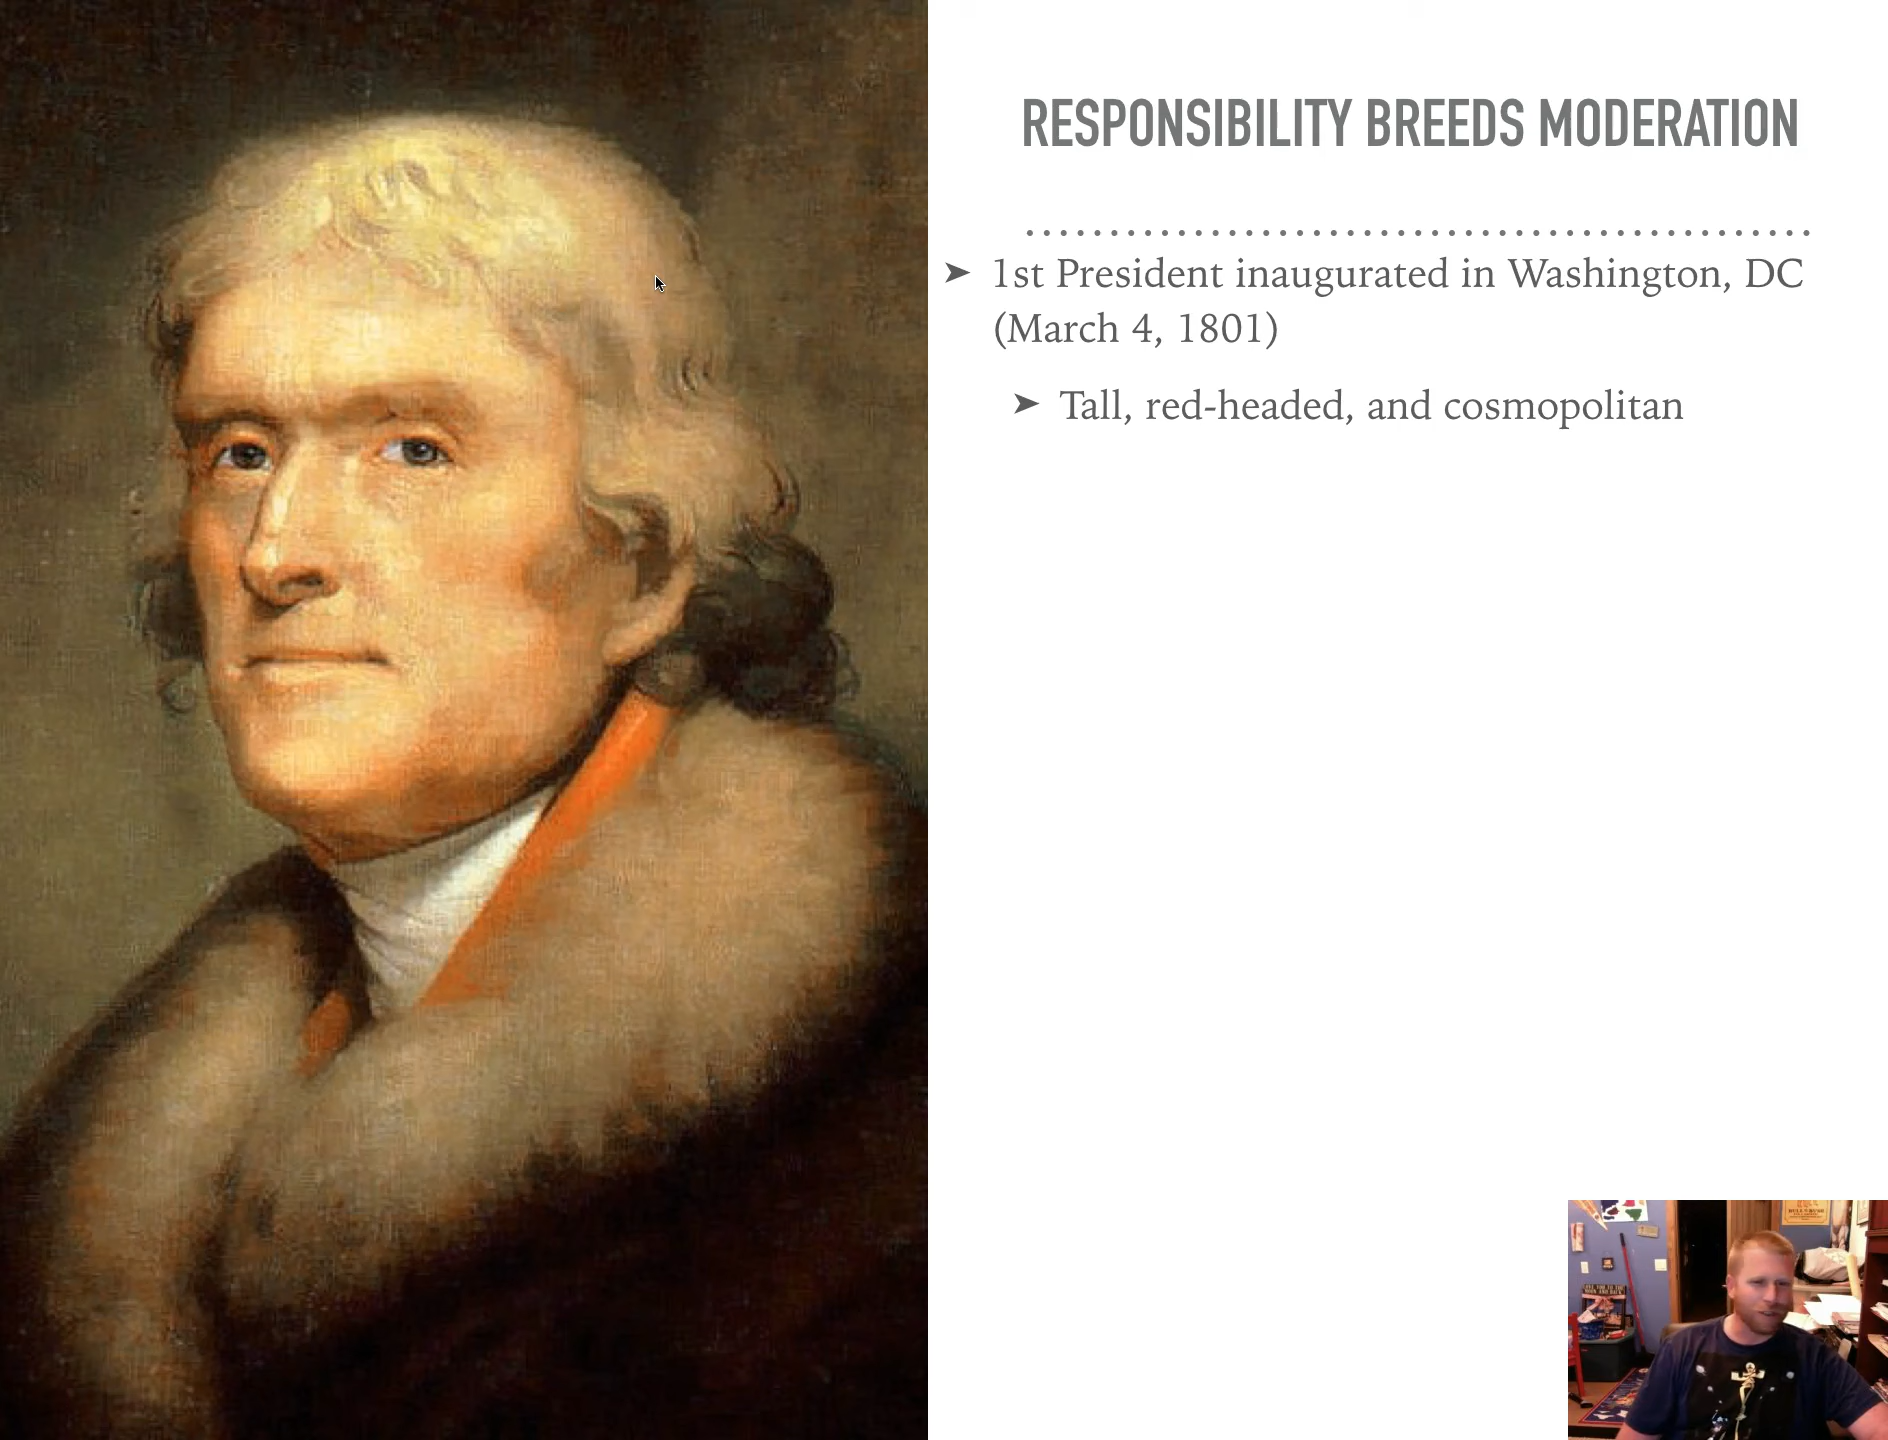 RESPONSIBILITY BREEDS MODERATION
➤ 1st President inaugurated in Washington, DC
(March 4, 1801)
➤ Tall, red-headed, and cosmopolitan